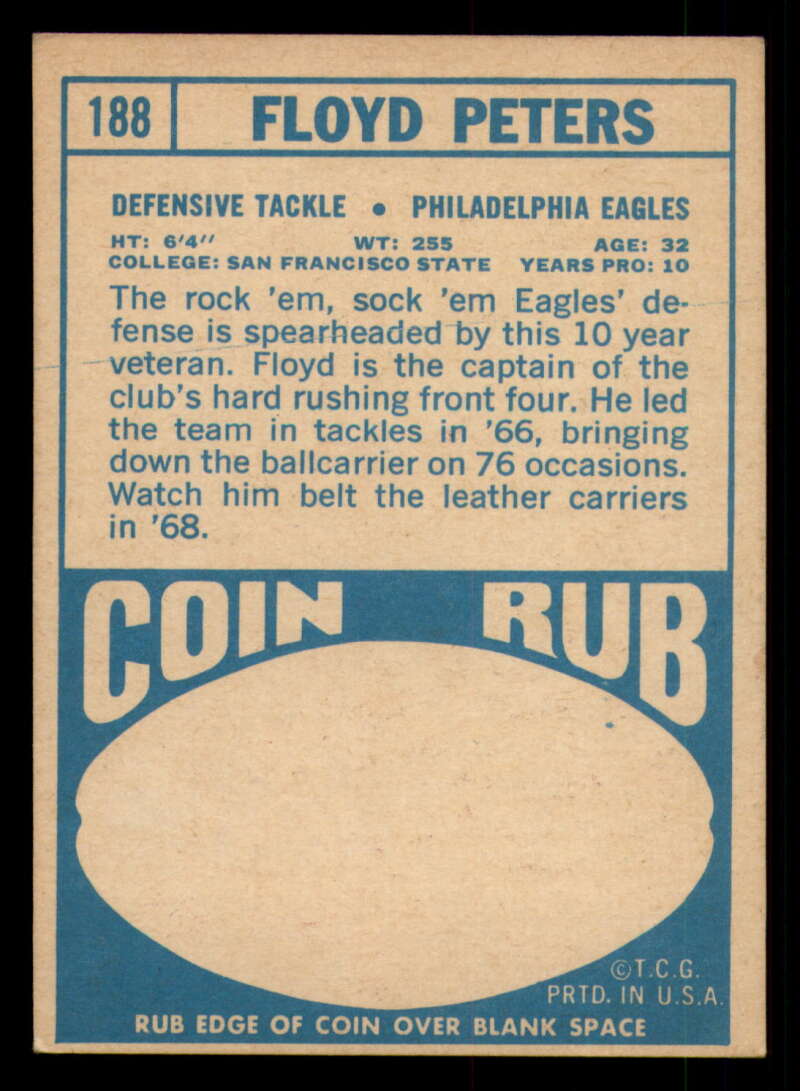 188 FLOYD PETERS
DEFENSIVE TACKLE • PHILADELPHIA EAGLES
HT: 6'4" WT: 255 AGE: 32
COLLEGE: SAN FRANCISCO STATE YEARS PRO: 10
The rock 'em, sock 'em Eagles' de-
fense is spearheaded by this 10 year
veteran. Floyd is the captain of the
club's hard rushing front four. He led
the team in tackles in '66, bringing
down the ballcarrier on 76 occasions.
Watch him belt the leather carriers
in '68.
COIN RUB
©T.C.G.
PRTD. IN U.S.A.
RUB EDGE OF COIN OVER BLANK SPACE